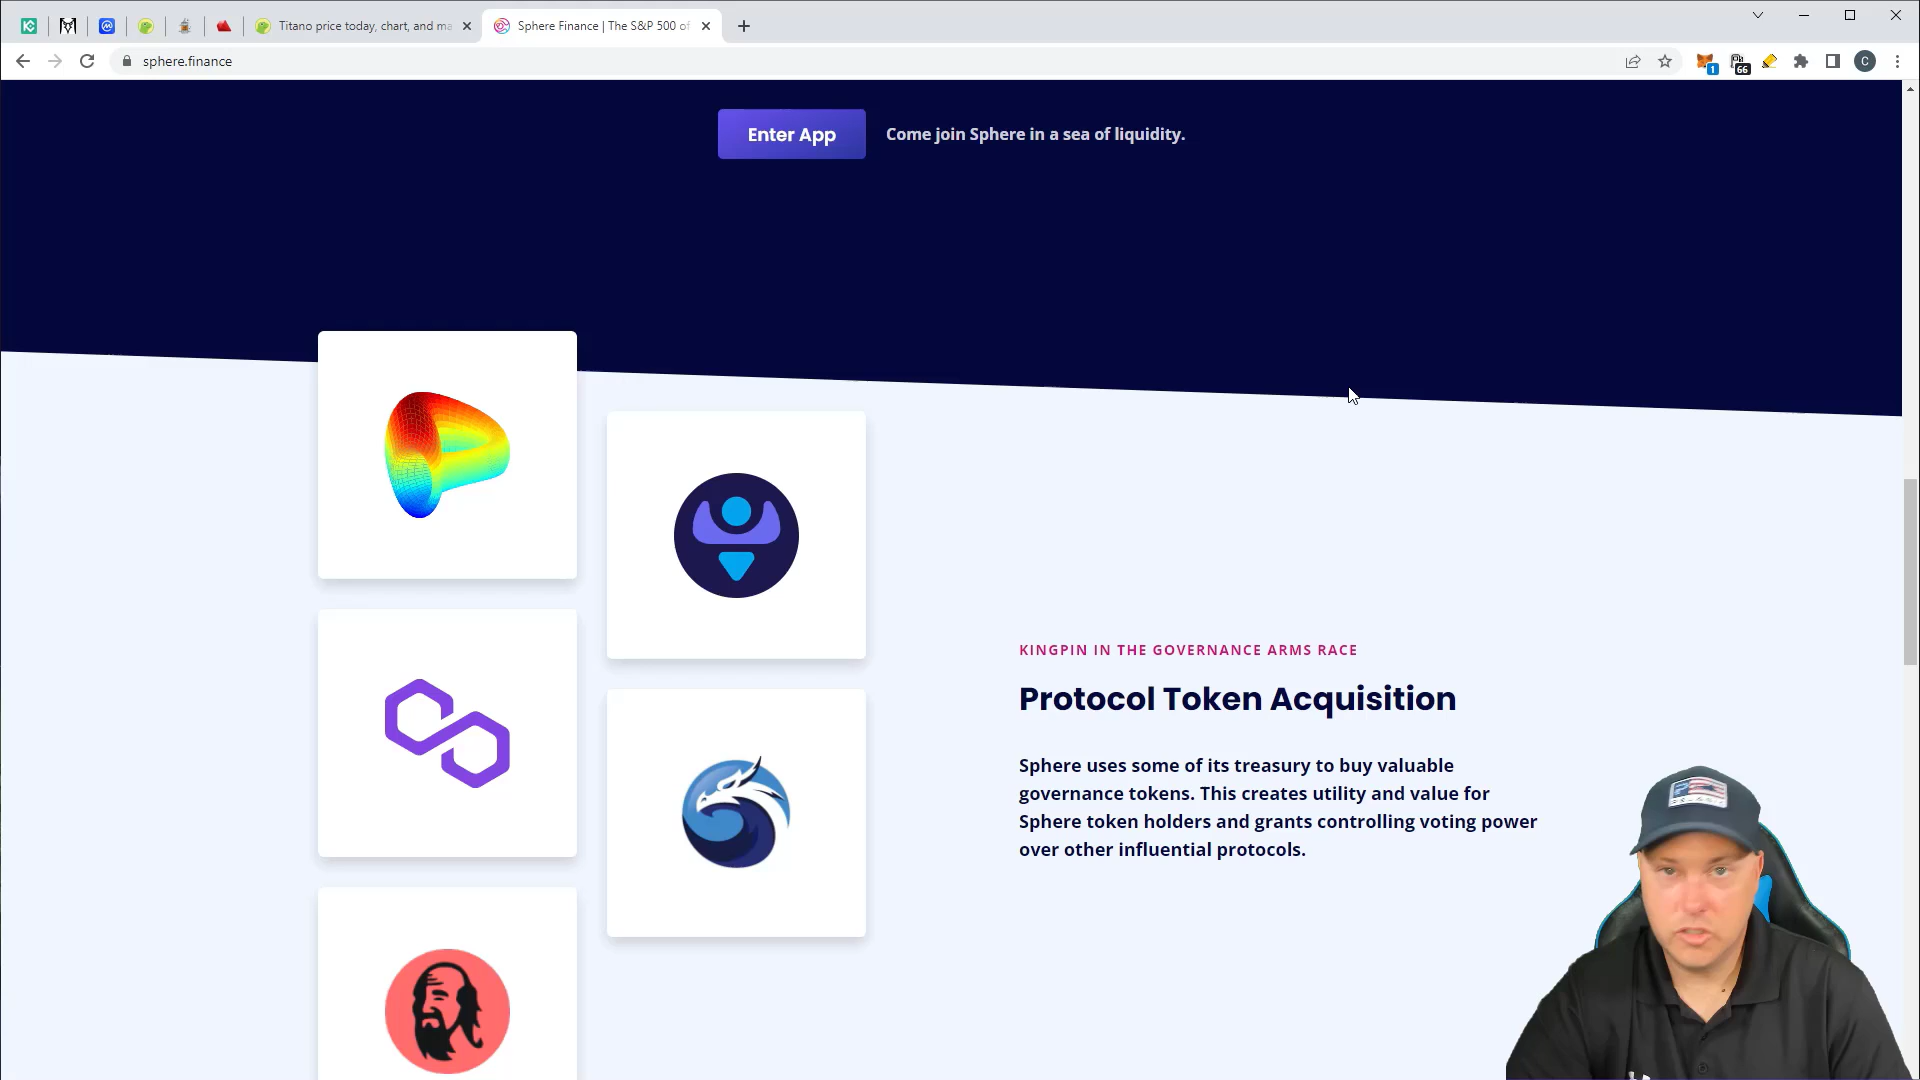 Titano price today, chart, and ma
Sphere Finance | The S&P 500 of
sphere.finance
1
66
C
Enter App
Come join Sphere in a sea of liquidity.
KINGPIN IN THE GOVERNANCE ARMS RACE
Protocol Token Acquisition
Sphere uses some of its treasury to buy valuable
governance tokens. This creates utility and value for
Sphere token holders and grants controlling voting power
over other influential protocols.